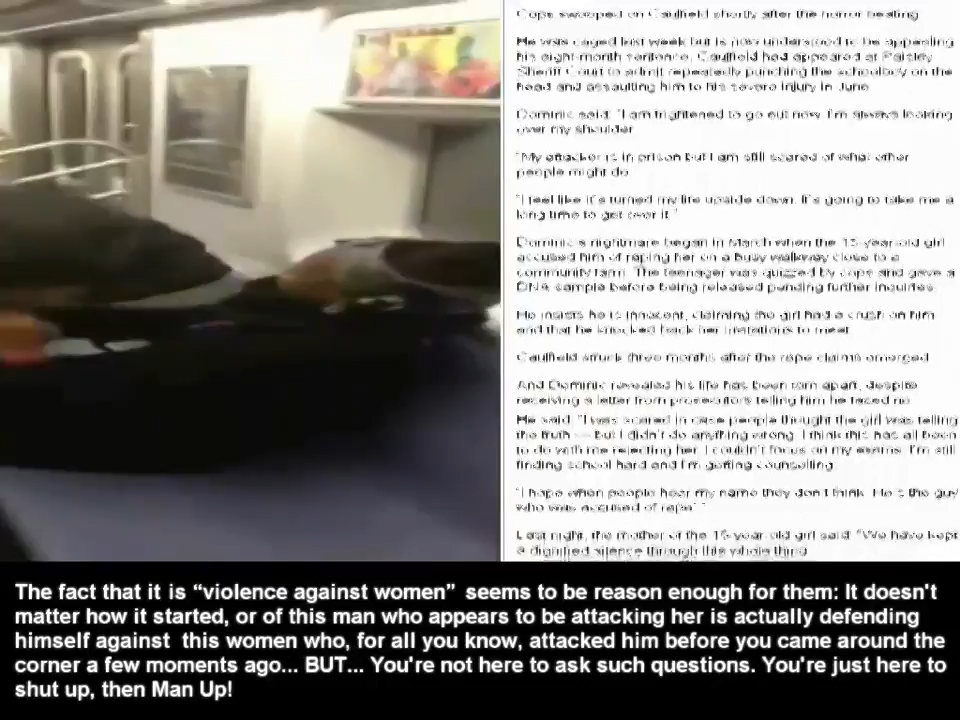 Cops swooped on Caulfield shortly after the horror beating
He was caged last week but is now understood to be appealing
his eight-month sentence. Caulfield had appeared at Paisley
Sheriff Court to admit repeatedly punching the schoolboy on the
head and assaulting him to his severe injury in June
Dominic said: "I am frightened to go out now. I'm always looking
over my shoulder
"My attacker is in prison but I am still scared of what other
people might do
"I feel like it's turned my life upside down. It's going to take me a
long time to get over it."
Dominic's nightmare began in March when the 15-year-old girl
accused him of raping her on a busy walkway close to a
community farm. The teenager was quizzed by cops and gave a
DNA sample before being released pending further inquiries
He insists he is innocent, claiming the girl had a crush on him
and that he knocked back her invitations to meet
Caulfield struck three months after the rape claims emerged
And Dominic revealed his life has been torn apart, despite
receiving a letter from prosecutors telling him he faced no
He said: "I was scared in case people thought the girl was telling
the truth — but I didn't do anything wrong. I think this has all been
to do with me rejecting her. I couldn't focus on my exams. I'm still
finding school hard and I'm getting counselling.
"I hope when people hear my name they don't think, 'He's the guy
who was accused of rape'."
Last night, the mother of the 15-year-old girl said: "We have kept
a dignified silence through this whole thing
The fact that it is “violence against women” seems to be reason enough for them: It doesn't
matter how it started, or of this man who appears to be attacking her is actually defending
himself against this women who, for all you know, attacked him before you came around the
corner a few moments ago... BUT... You're not here to ask such questions. You're just here to
shut up, then Man Up!